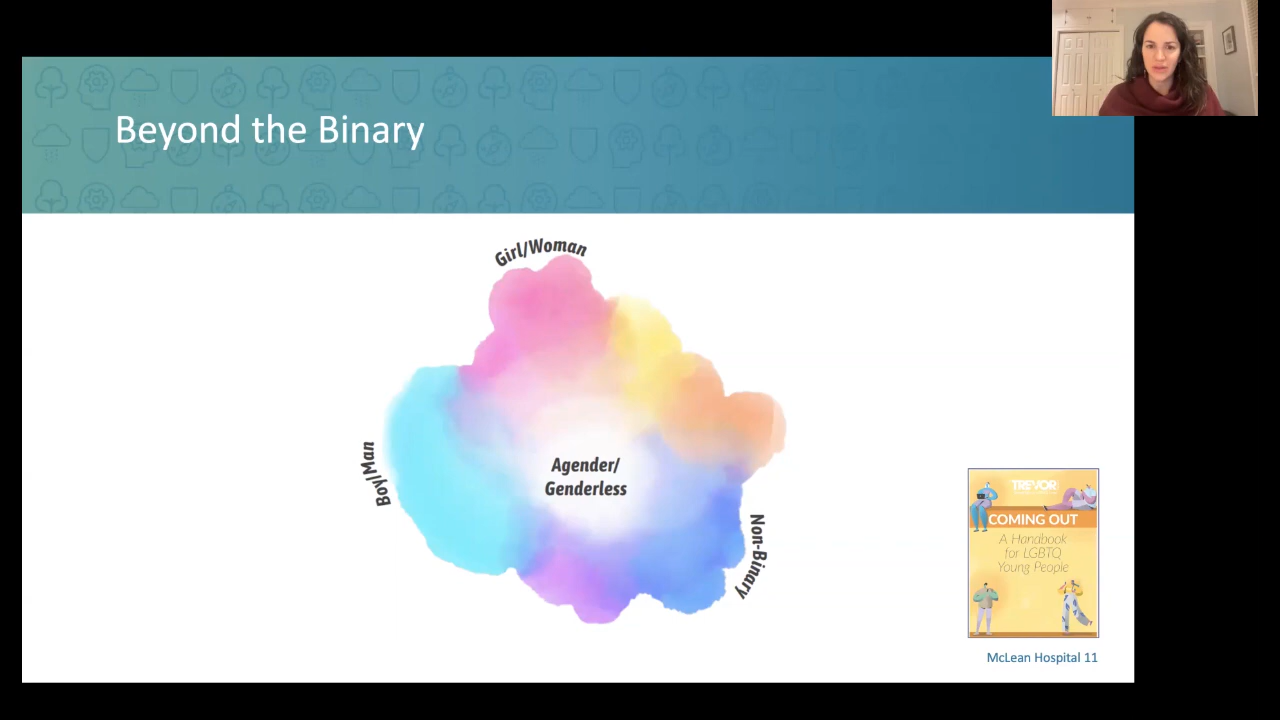 Beyond the Binary
Girl/Woman
Boy/Man
Agender/
Genderless
Non-Binary
TREVOR
COMING OUT
A Handbook
for LGBTQ
Young People
McLean Hospital 11